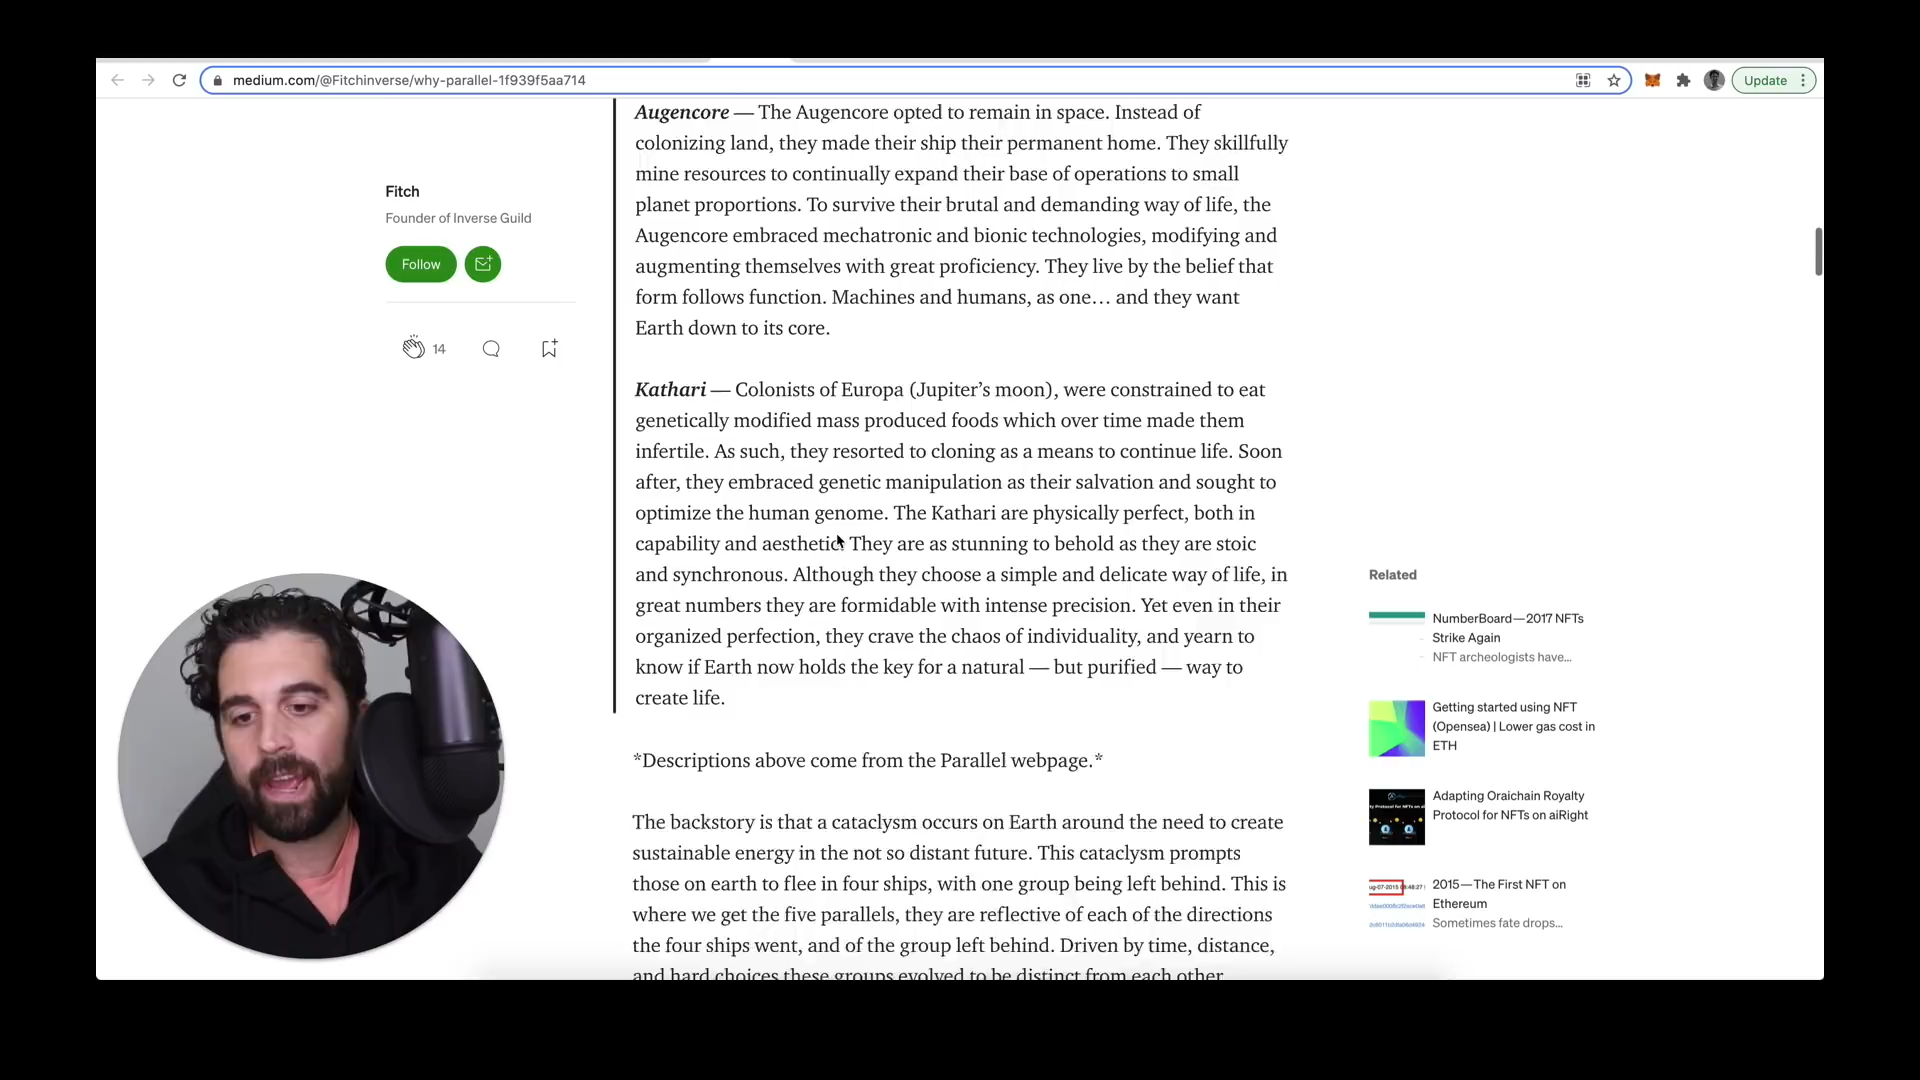 medium.com/@Fitchinverse/why-parallel-1f939f5aa714
Update
Fitch
Founder of Inverse Guild
Follow
14
Augencore — The Augencore opted to remain in space. Instead of
colonizing land, they made their ship their permanent home. They skillfully
mine resources to continually expand their base of operations to small
planet proportions. To survive their brutal and demanding way of life, the
Augencore embraced mechatronic and bionic technologies, modifying and
augmenting themselves with great proficiency. They live by the belief that
form follows function. Machines and humans, as one… and they want
Earth down to its core.
Kathari — Colonists of Europa (Jupiter's moon), were constrained to eat
genetically modified mass produced foods which over time made them
infertile. As such, they resorted to cloning as a means to continue life. Soon
after, they embraced genetic manipulation as their salvation and sought to
optimize the human genome. The Kathari are physically perfect, both in
capability and aesthetic. They are as stunning to behold as they are stoic
and synchronous. Although they choose a simple and delicate way of life, in
great numbers they are formidable with intense precision. Yet even in their
organized perfection, they crave the chaos of individuality, and yearn to
know if Earth now holds the key for a natural — but purified — way to
create life.
*Descriptions above come from the Parallel webpage.*
The backstory is that a cataclysm occurs on Earth around the need to create
sustainable energy in the not so distant future. This cataclysm prompts
those on earth to flee in four ships, with one group being left behind. This is
where we get the five parallels, they are reflective of each of the directions
the four ships went, and of the group left behind. Driven by time, distance,
and hard choices these groups evolved to be distinct from each other
Related
NumberBoard—2017 NFTs
Strike Again
NFT archeologists have…
Getting started using NFT
(Opensea) | Lower gas cost in
ETH
Adapting Oraichain Royalty
Protocol for NFTs on aiRight
2015—The First NFT on
Ethereum
Sometimes fate drops…